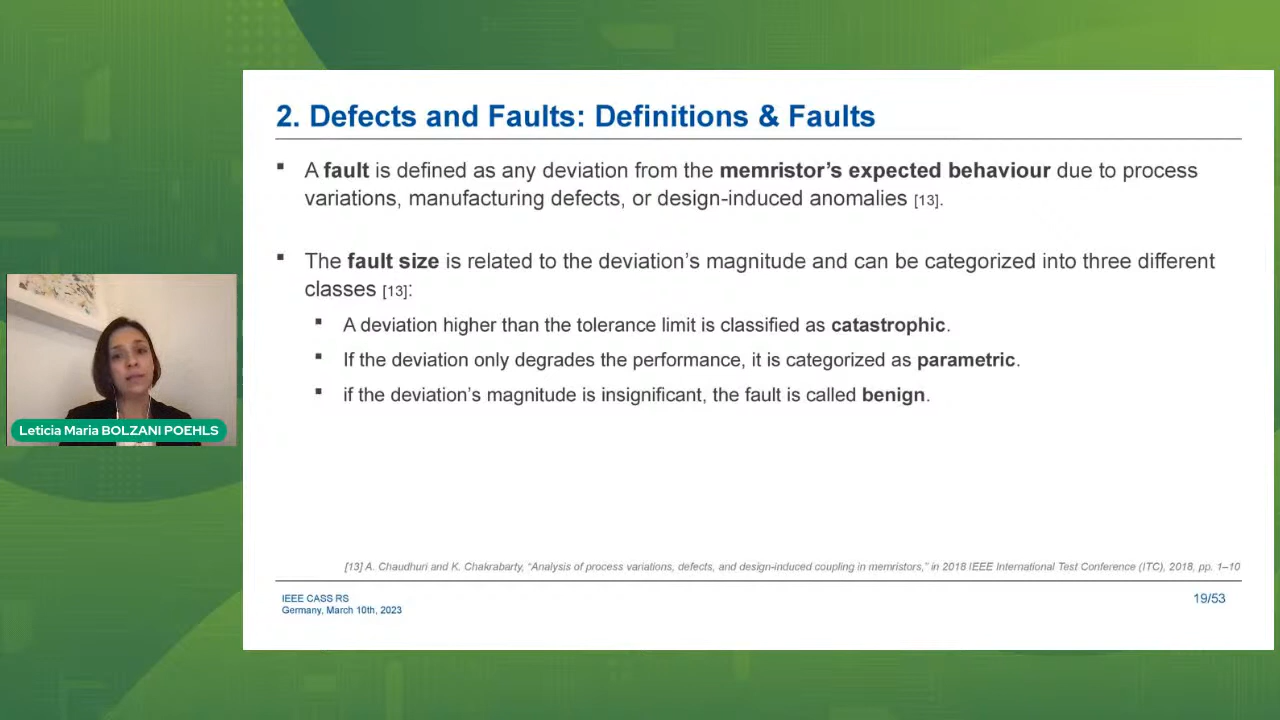 2. Defects and Faults: Definitions & Faults
▪ A fault is defined as any deviation from the memristor's expected behaviour due to process
variations, manufacturing defects, or design-induced anomalies [13].
▪ The fault size is related to the deviation's magnitude and can be categorized into three different
classes [13]:
▪ A deviation higher than the tolerance limit is classified as catastrophic.
▪ If the deviation only degrades the performance, it is categorized as parametric.
▪ if the deviation's magnitude is insignificant, the fault is called benign.
Leticia Maria BOLZANI POEHLS
[13] A. Chaudhuri and K. Chakrabarty, "Analysis of process variations, defects, and design-induced coupling in memristors," in 2018 IEEE International Test Conference (ITC), 2018, pp. 1–10
IEEE CASS RS
Germany, March 10th, 2023
19/53